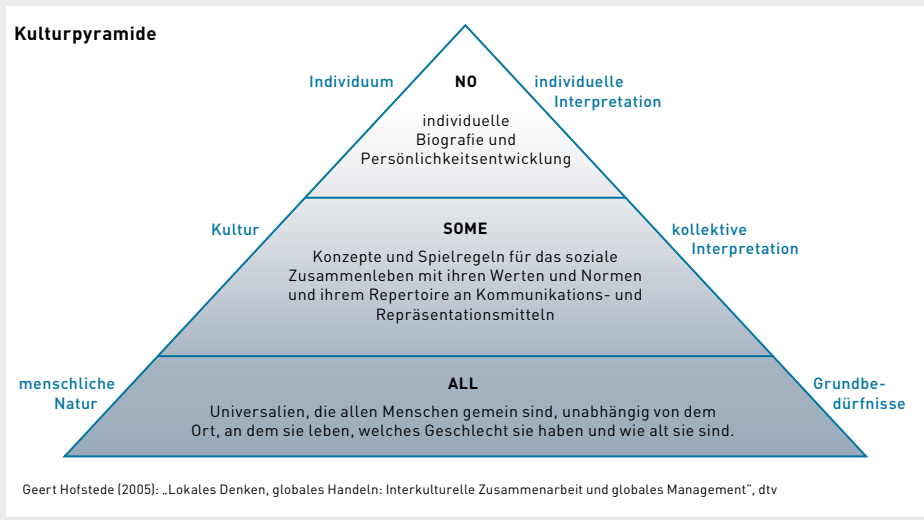 Kulturpyramide
Individuum
NO
individuelle
Interpretation
individuelle
Biografie und
Persönlichkeitsentwicklung
Kultur
SOME
kollektive
Interpretation
Konzepte und Spielregeln für das soziale
Zusammenleben mit ihren Werten und Normen
und ihrem Repertoire an Kommunikations- und
Repräsentationsmitteln
menschliche
Natur
ALL
Grundbe-
dürfnisse
Universalien, die allen Menschen gemein sind, unabhängig von dem
Ort, an dem sie leben, welches Geschlecht sie haben und wie alt sie sind.
Geert Hofstede (2005): „Lokales Denken, globales Handeln: Interkulturelle Zusammenarbeit und globales Management“, dtv